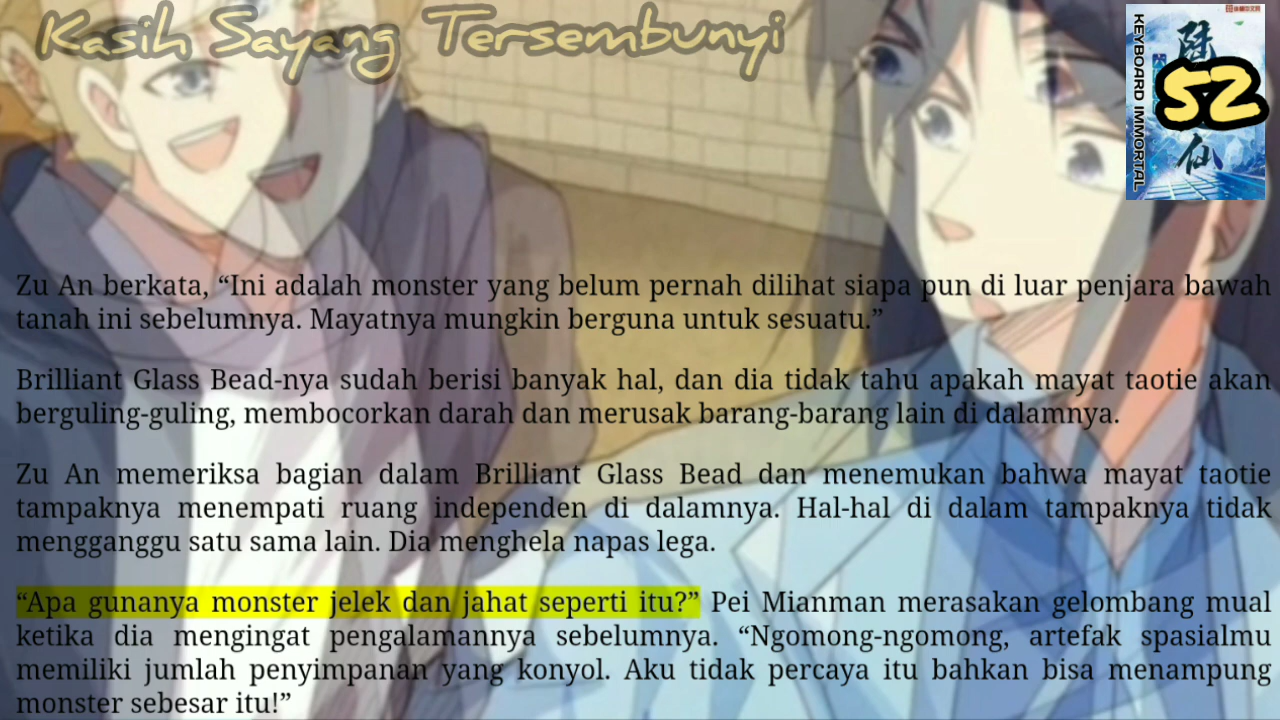 Kasih Sayang Tersembunyi
KEYBOARD IMMORTAL
陆
52
仙
Zu An berkata, “Ini adalah monster yang belum pernah dilihat siapa pun di luar penjara bawah
tanah ini sebelumnya. Mayatnya mungkin berguna untuk sesuatu.”
Brilliant Glass Bead-nya sudah berisi banyak hal, dan dia tidak tahu apakah mayat taotie akan
berguling-guling, membocorkan darah dan merusak barang-barang lain di dalamnya.
Zu An memeriksa bagian dalam Brilliant Glass Bead dan menemukan bahwa mayat taotie
tampaknya menempati ruang independen di dalamnya. Hal-hal di dalam tampaknya tidak
mengganggu satu sama lain. Dia menghela napas lega.
“Apa gunanya monster jelek dan jahat seperti itu?” Pei Mianman merasakan gelombang mual
ketika dia mengingat pengalamannya sebelumnya. “Ngomong-ngomong, artefak spasialmu
memiliki jumlah penyimpanan yang konyol. Aku tidak percaya itu bahkan bisa menampung
monster sebesar itu!”